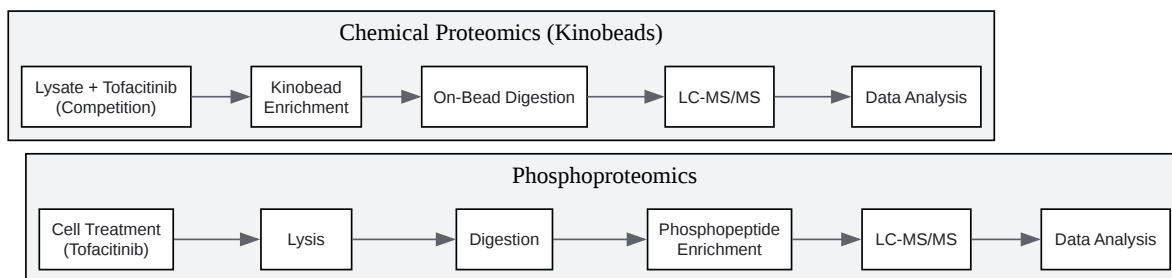 Chemical Proteomics (Kinobeads)
Lysate + Tofacitinib
(Competition)
Kinobead
Enrichment
On-Bead Digestion
LC-MS/MS
Data Analysis
Phosphoproteomics
Cell Treatment
(Tofacitinib)
Lysis
Digestion
Phosphopeptide
Enrichment
LC-MS/MS
Data Analysis